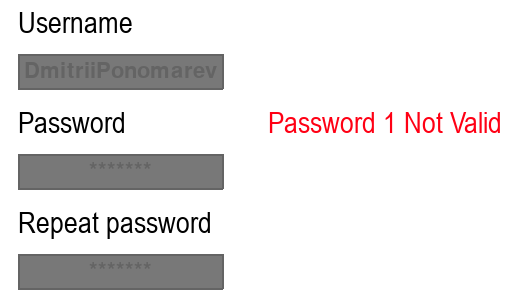 Username
DmitriiPonomarev
Password
Password 1 Not Valid
*******
Repeat password
*******